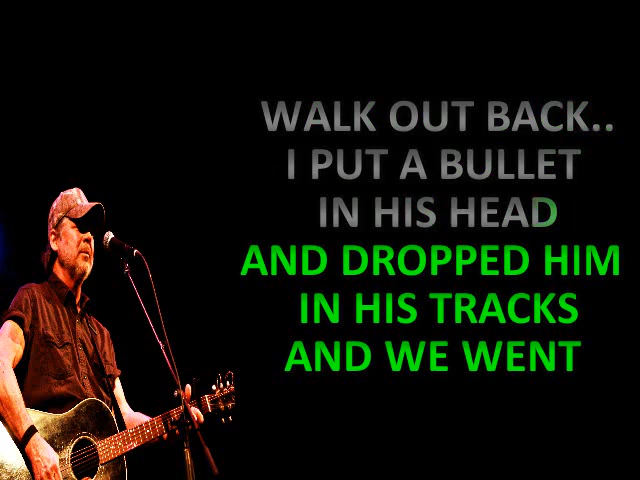 WALK OUT BACK..
I PUT A BULLET
IN HIS HEAD
AND DROPPED HIM
IN HIS TRACKS
AND WE WENT